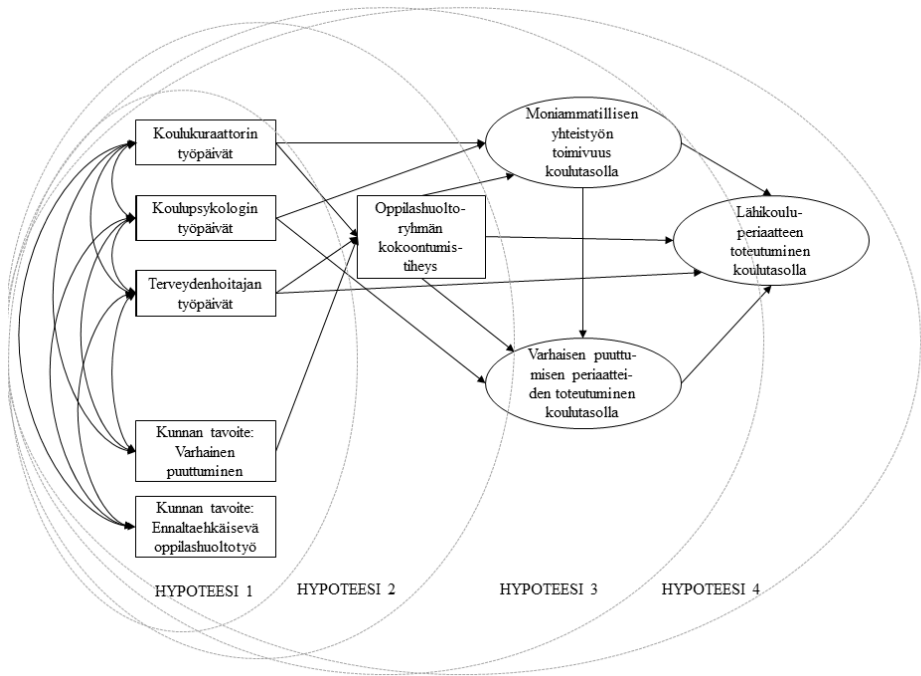 Koulukuraattorin
työpäivät
Koulupsykologin
työpäivät
Terveydenhoitajan
työpäivät
Kunnan tavoite:
Varhainen
puuttuminen
Kunnan tavoite:
Ennaltaehkäisevä
oppilashuoltotyö
Oppilashuolto-
ryhmän
kokoontumis-
tiheys
Moniammatillisen
yhteistyön
toimivuus
koulutasolla
Varhaisen puuttu-
misen periaattei-
den toteutuminen
koulutasolla
Lähikoulu-
periaatteen
toteutuminen
koulutasolla
HYPOTEESI 1
HYPOTEESI 2
HYPOTEESI 3
HYPOTEESI 4